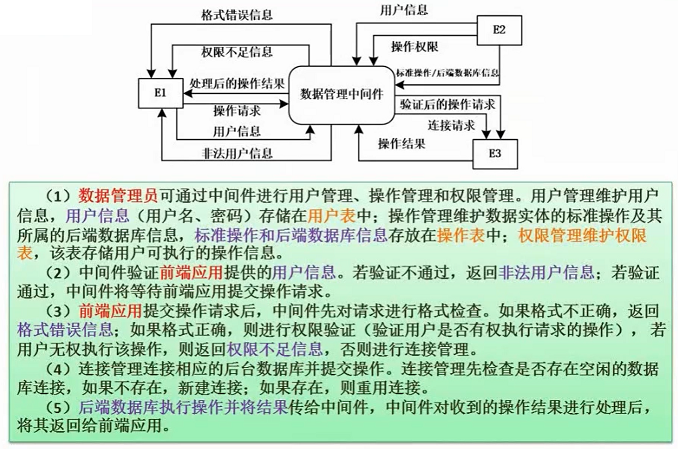 格式错误信息
用户信息
E2
权限不足信息
操作权限
标准操作/后端数据库信息
处理后的操作结果
E1
数据管理中间件
操作请求
验证后的操作请求
用户信息
连接请求
非法用户信息
操作结果
E3
（1）数据管理员可通过中间件进行用户管理、操作管理和权限管理。用户管理维护用户
信息，用户信息（用户名、密码）存储在用户表中；操作管理维护数据实体的标准操作及其
所属的后端数据库信息，标准操作和后端数据库信息存放在操作表中；权限管理维护权限
表，该表存储用户可执行的操作信息。
（2）中间件验证前端应用提供的用户信息。若验证不通过，返回非法用户信息；若验证
通过，中间件将等待前端应用提交操作请求。
（3）前端应用提交操作请求后，中间件先对请求进行格式检查。如果格式不正确，返回
格式错误信息；如果格式正确，则进行权限验证（验证用户是否有权执行请求的操作），若
用户无权执行该操作，则返回权限不足信息，否则进行连接管理。
（4）连接管理连接相应的后台数据库并提交操作。连接管理先检查是否存在空闲的数据
库连接，如果不存在，新建连接；如果存在，则重用连接。
（5）后端数据库执行操作并将结果传给中间件，中间件对收到的操作结果进行处理后，
将其返回给前端应用。